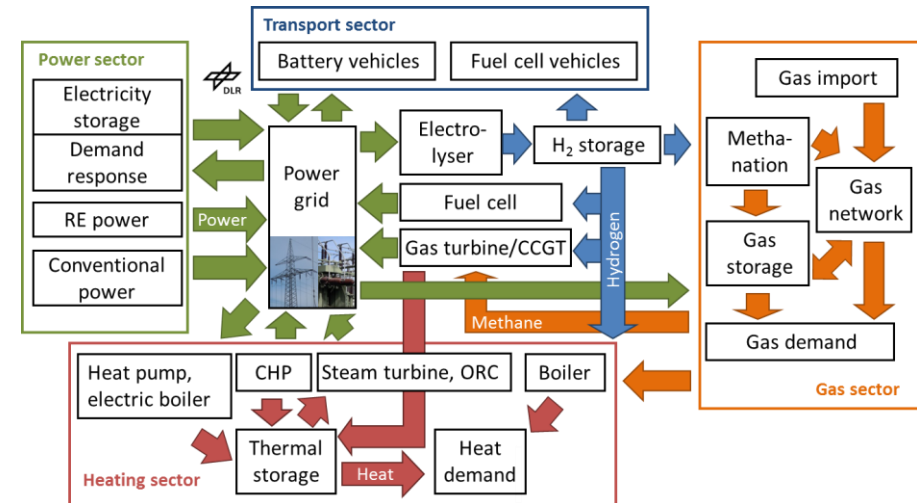 Transport sector
Battery vehicles
Fuel cell vehicles
Power sector
DLR
Electricity
storage
Demand
response
RE power
Conventional
power
Power
Power
grid
Electro-
lyser
H₂ storage
Fuel cell
Gas turbine/CCGT
Hydrogen
Methane
Gas import
Metha-
nation
Gas
network
Gas
storage
Gas demand
Gas sector
Heat pump,
electric boiler
CHP
Steam turbine, ORC
Boiler
Thermal
storage
Heat
Heat
demand
Heating sector